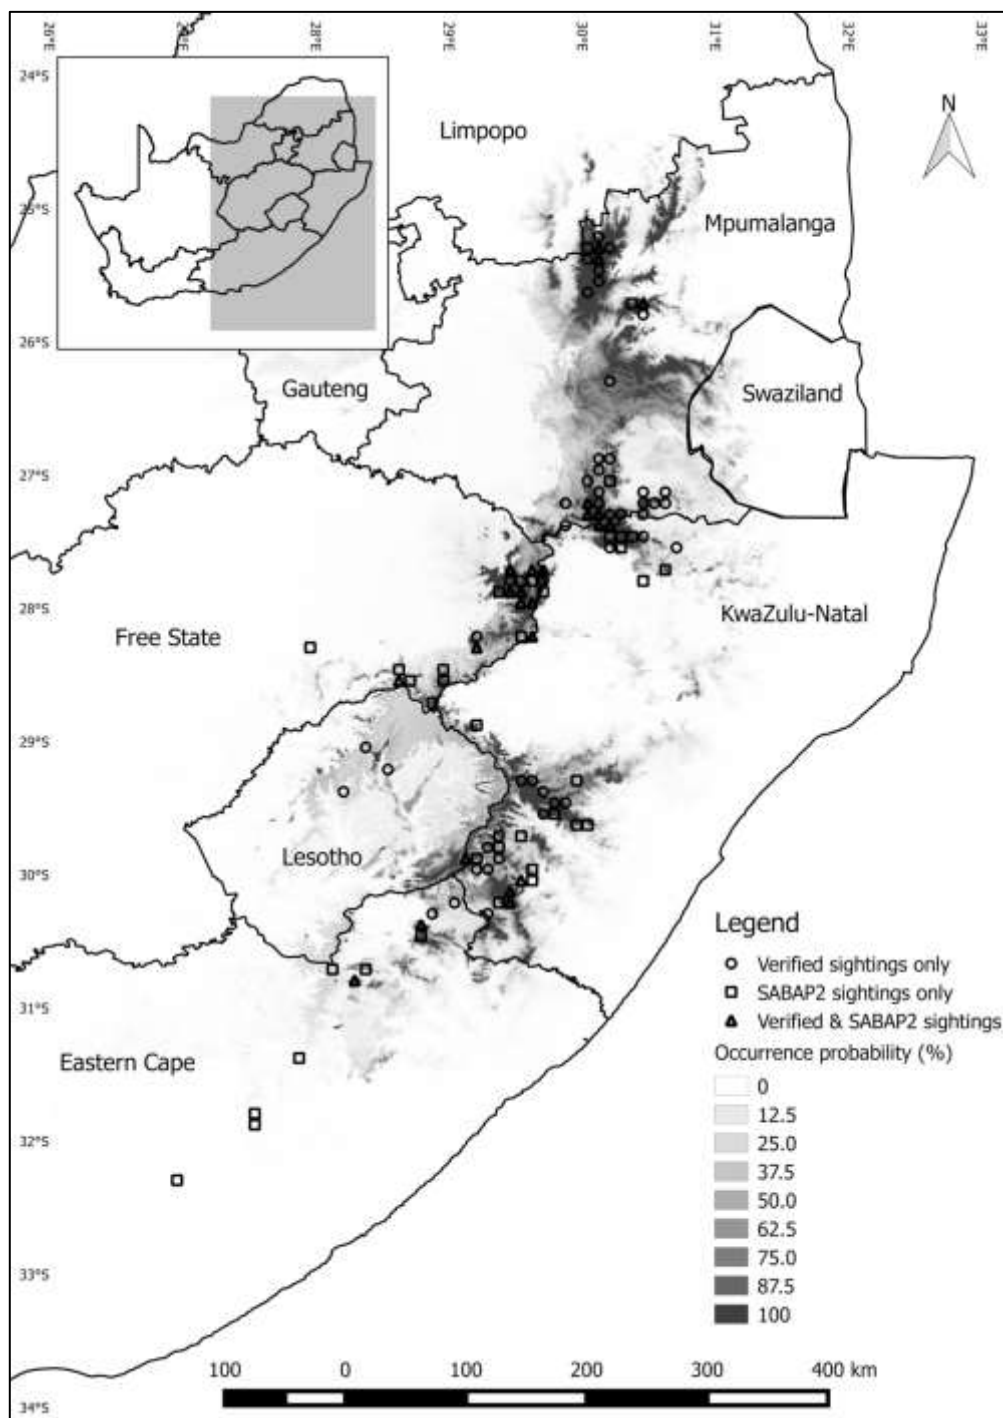 26°E 28°E 29°E 30°E 31°E 32°E 33°E
24°S
N
Limpopo
25°S
Mpumalanga
26°S
Gauteng
Swaziland
27°S
28°S
KwaZulu-Natal
Free State
29°S
Lesotho
30°S
Legend
Verified sightings only
SABAP2 sightings only
31°S
Verified & SABAP2 sightings
Occurrence probability (%)
Eastern Cape
0
12.5
32°S
25.0
37.5
50.0
62.5
33°S
75.0
87.5
100
100 0 100 200 300 400 km
34°S